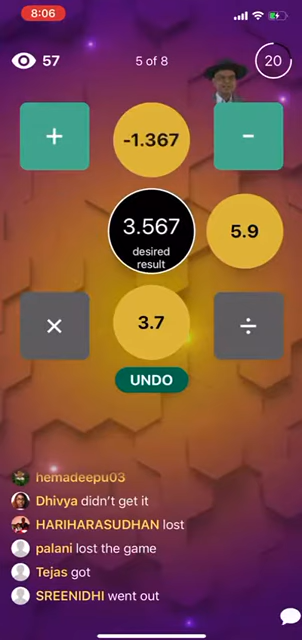 8:06
57
5 of 8
20
+
-1.367
-
3.567
desired
result
5.9
×
3.7
÷
UNDO
hemadeepu03
Dhivya didn't get it
HARIHARASUDHAN lost
palani lost the game
Tejas got
SREENIDHI went out